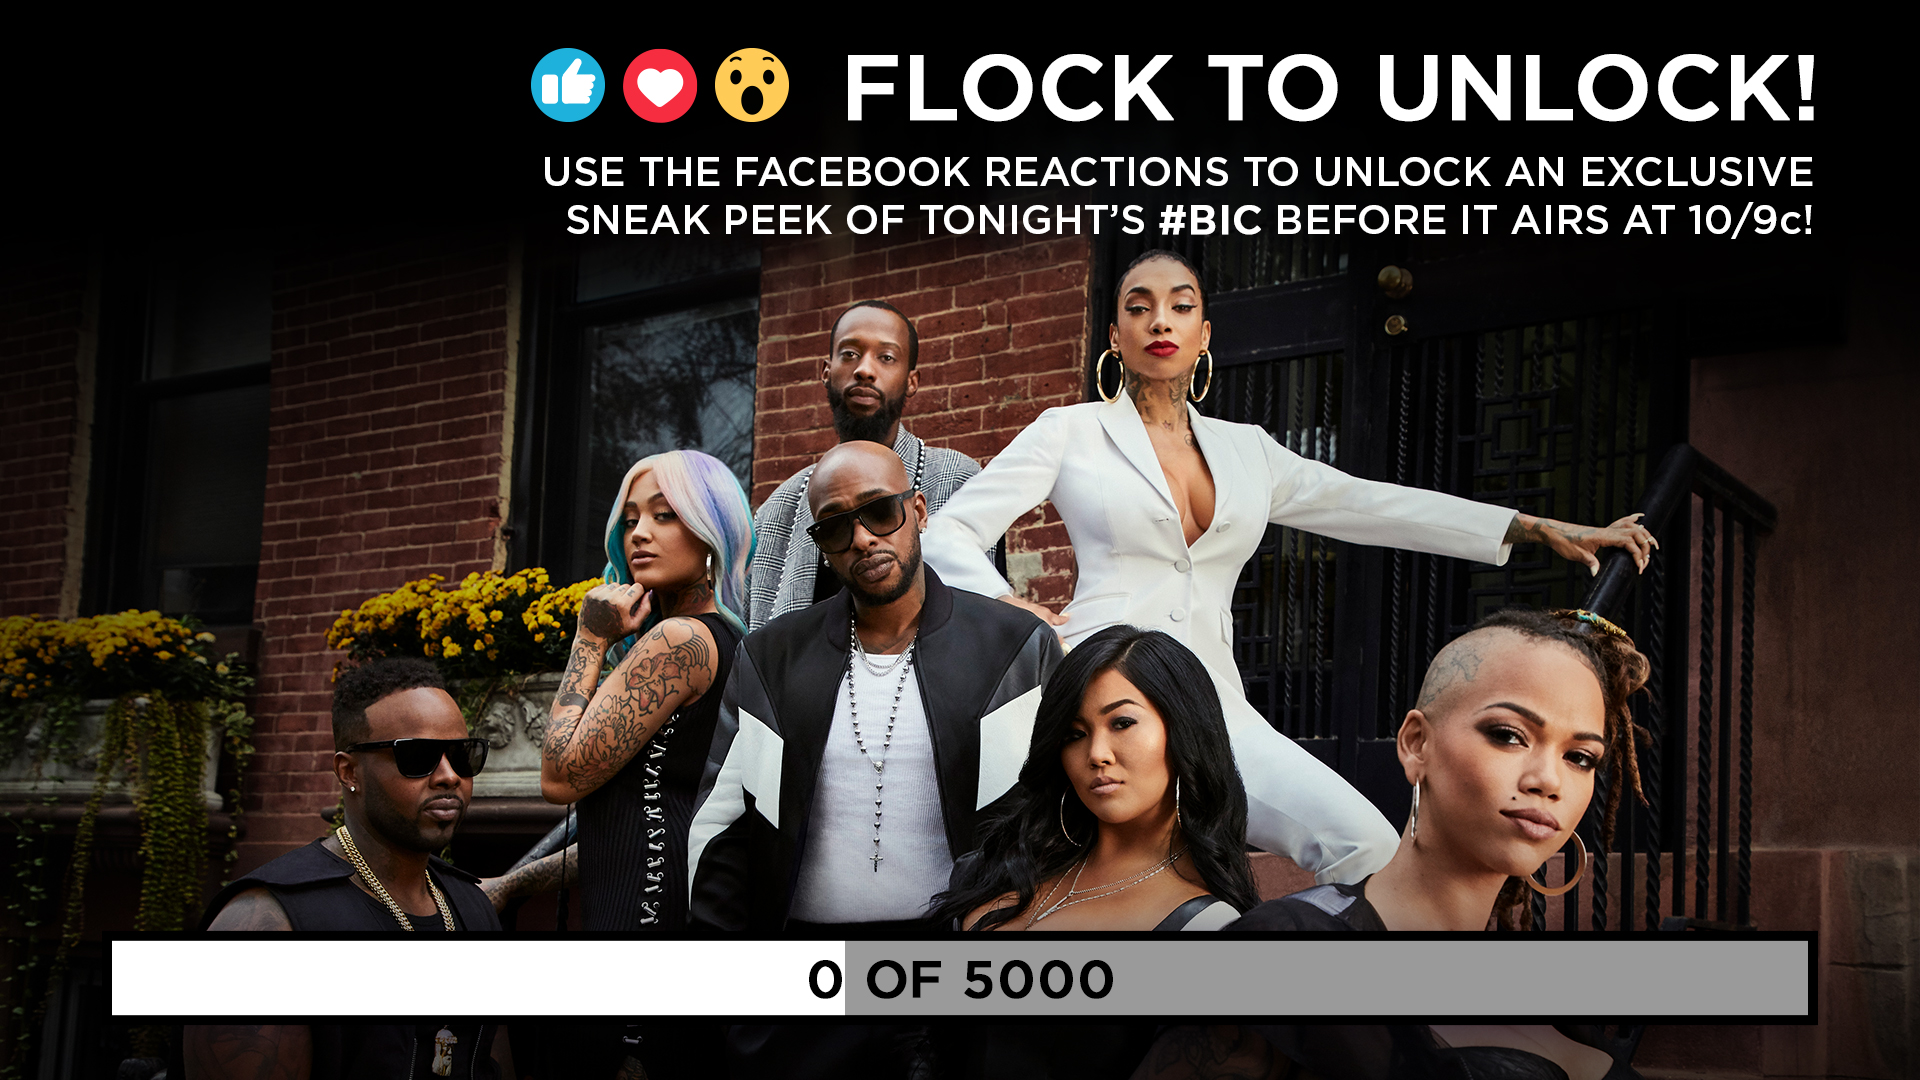 FLOCK TO UNLOCK!
USE THE FACEBOOK REACTIONS TO UNLOCK AN EXCLUSIVE
SNEAK PEEK OF TONIGHT’S #BIC BEFORE IT AIRS AT 10/9c!
0 OF 5000